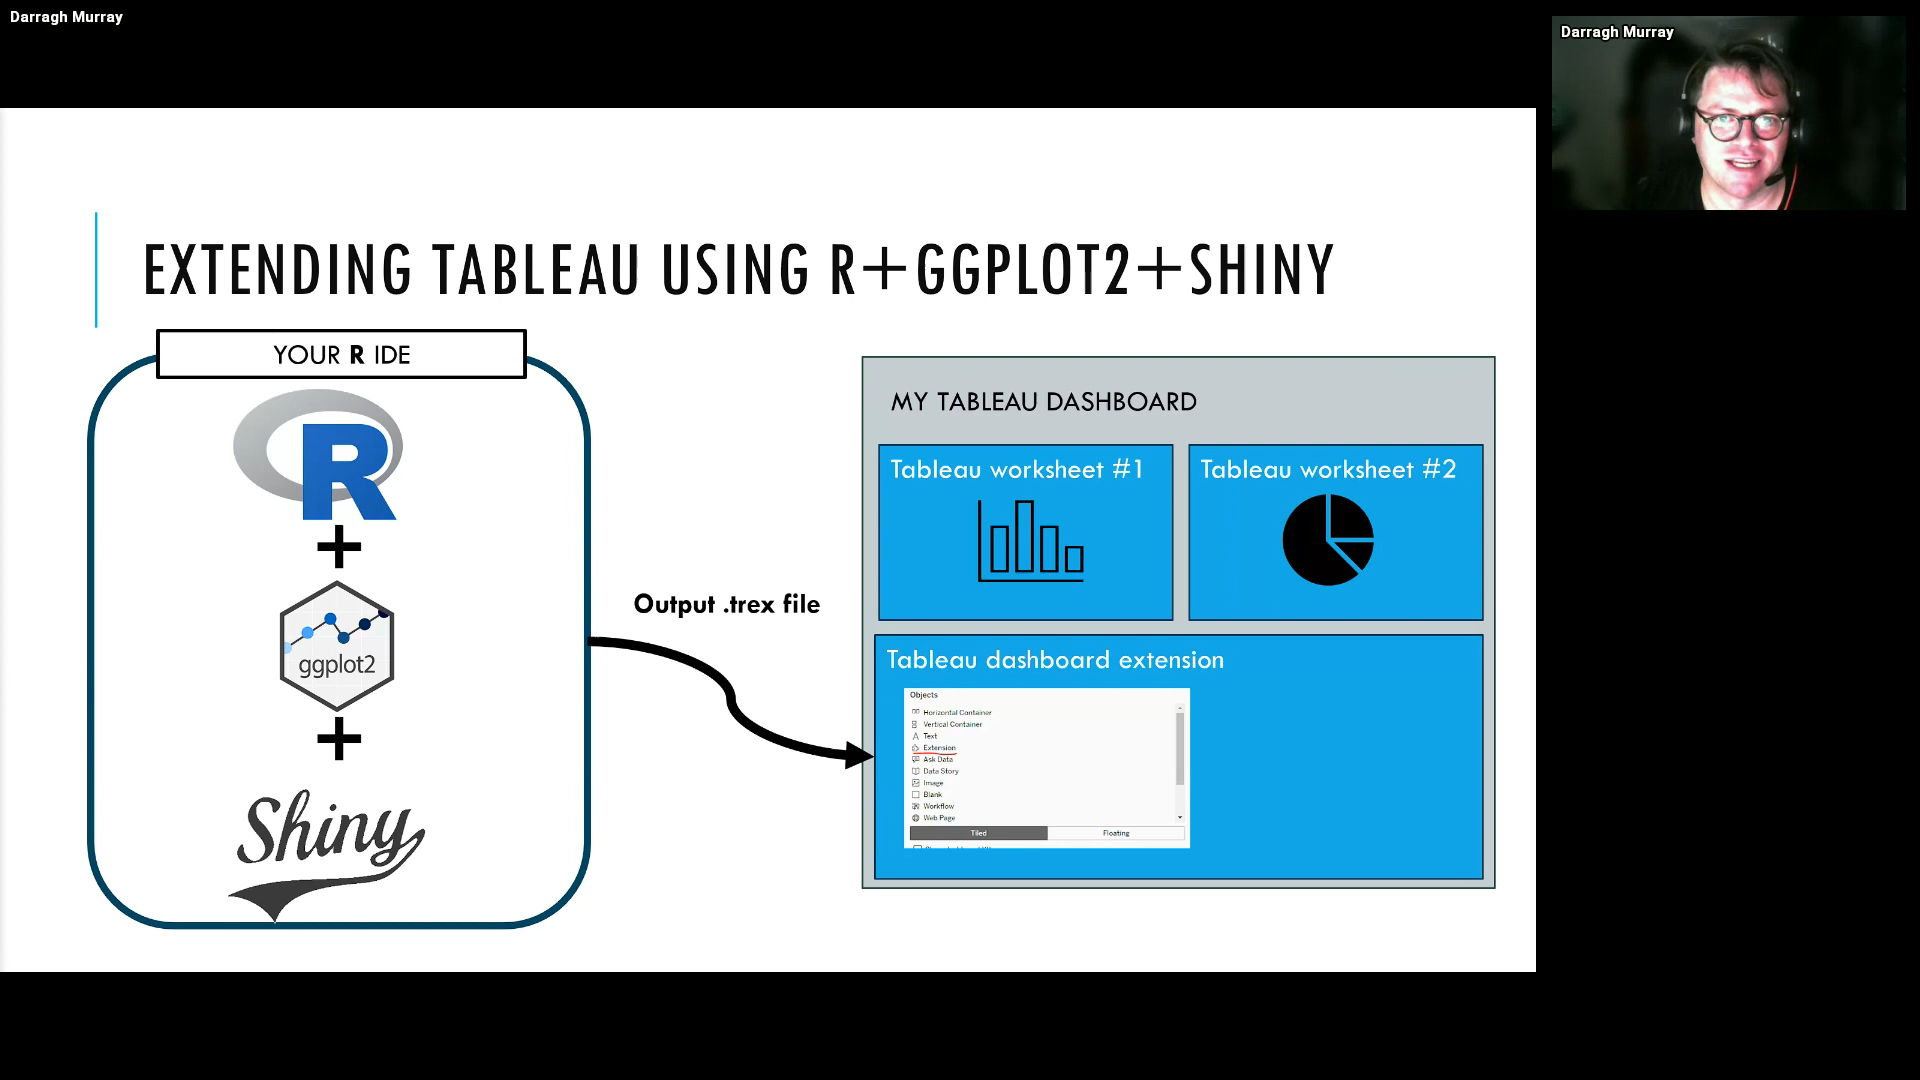 Darragh Murray
Darragh Murray
EXTENDING TABLEAU USING R+GGPLOT2+SHINY
YOUR R IDE
R
+
ggplot2
+
Shiny
Output .trex file
MY TABLEAU DASHBOARD
Tableau worksheet #1
Tableau worksheet #2
Tableau dashboard extension
Objects
Horizontal Container
Vertical Container
A Text
Extension
Ask Data
Data Story
Image
Blank
Workflow
Web Page
Tiled
Floating